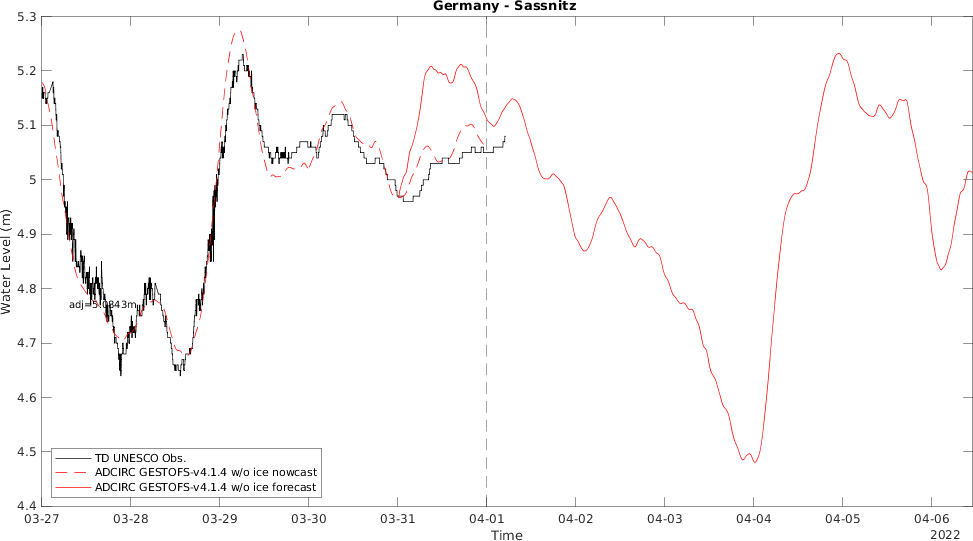 Germany - Sassnitz
5.3
5.2
5.1
5
4.9
4.8
4.7
4.6
4.5
4.4
Water Level (m)
adj=5.0843m
TD UNESCO Obs.
ADCIRC GESTOFS-v4.1.4 w/o ice nowcast
ADCIRC GESTOFS-v4.1.4 w/o ice forecast
03-27 03-28 03-29 03-30 03-31 04-01 04-02 04-03 04-04 04-05 04-06
Time
2022